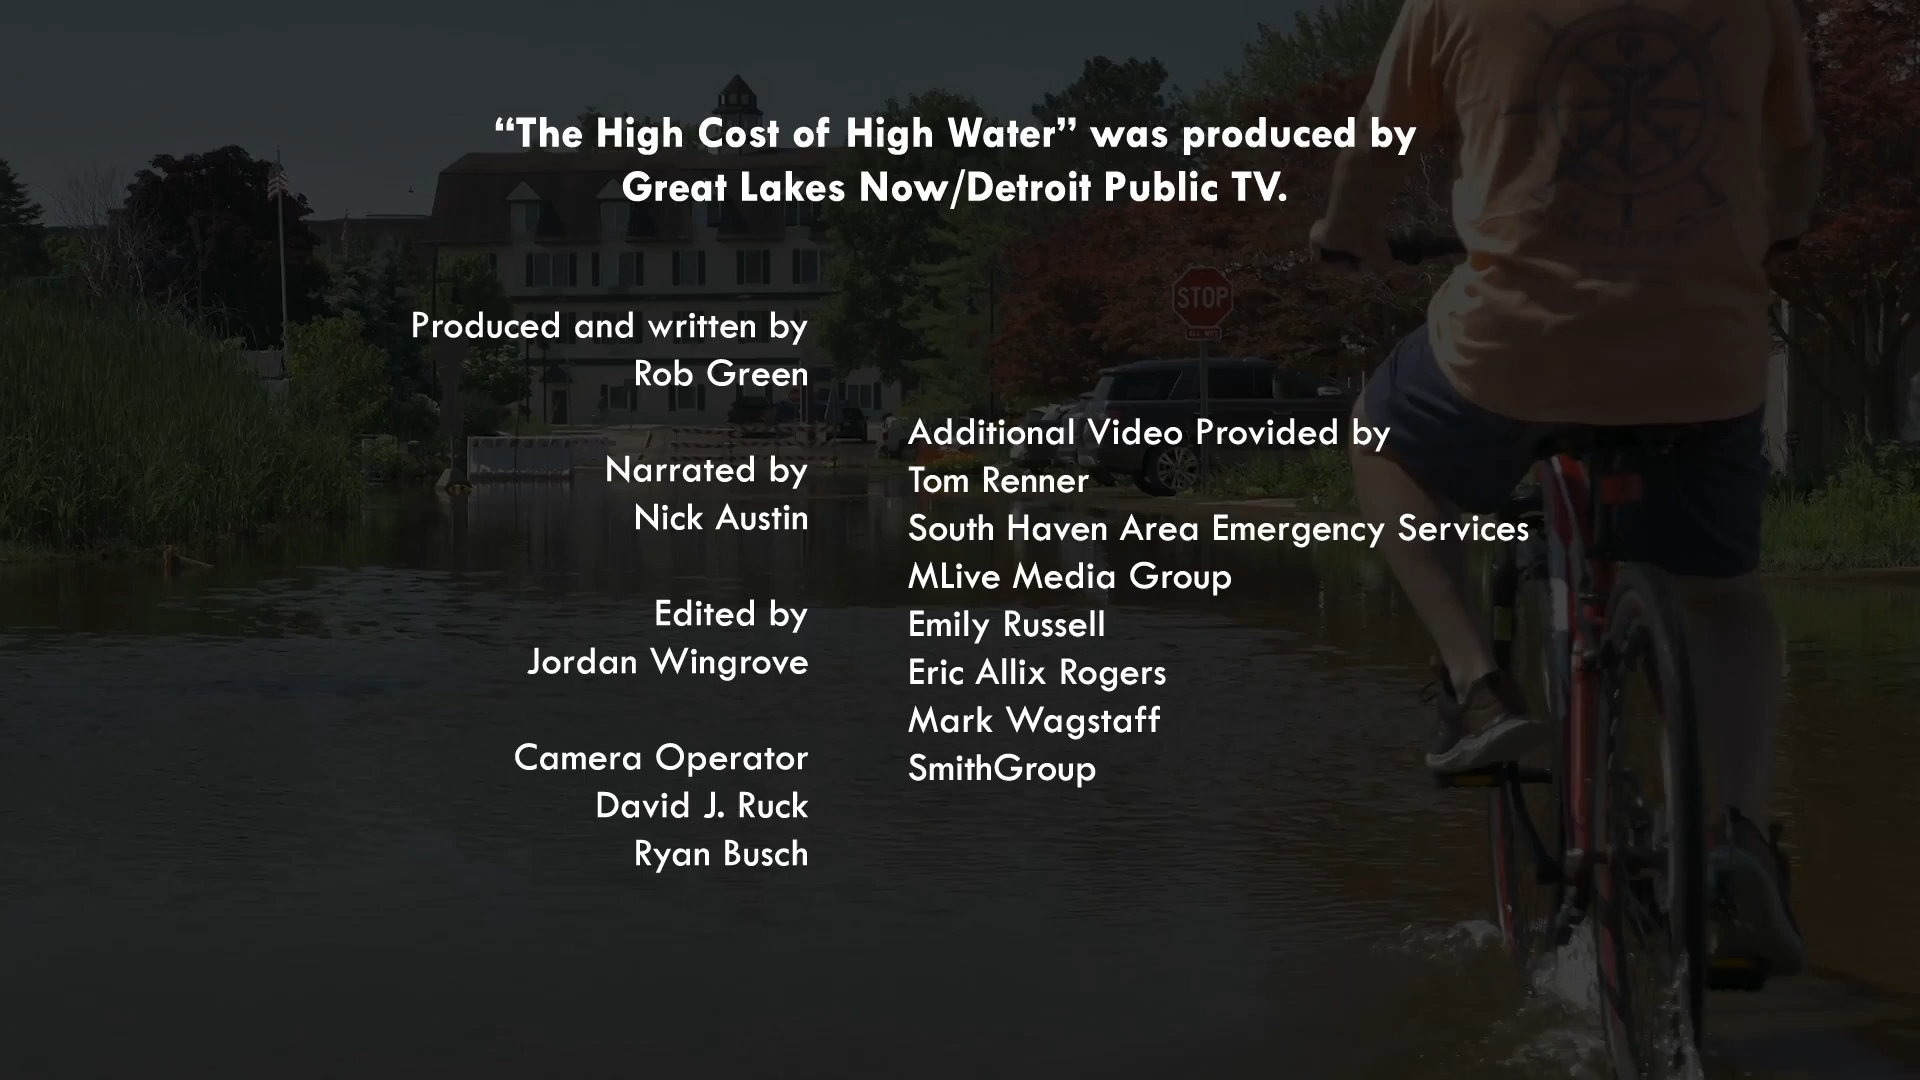 “The High Cost of High Water” was produced by
Great Lakes Now/Detroit Public TV.
Produced and written by
Rob Green
Narrated by
Nick Austin
Edited by
Jordan Wingrove
Camera Operator
David J. Ruck
Ryan Busch
Additional Video Provided by
Tom Renner
South Haven Area Emergency Services
MLive Media Group
Emily Russell
Eric Allix Rogers
Mark Wagstaff
SmithGroup
STOP
ALL WAY